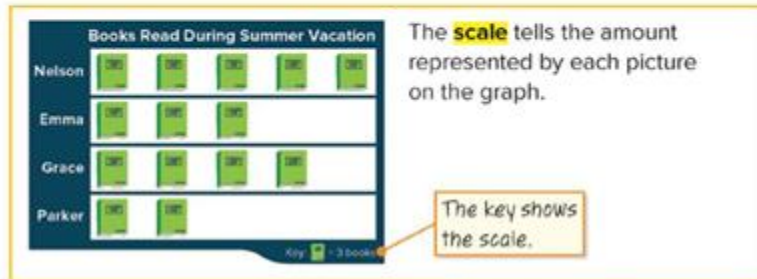 Books Read During Summer Vacation
Nelson
Emma
Grace
Parker
Key: = 3 books
The scale tells the amount
represented by each picture
on the graph.
The key shows
the scale.